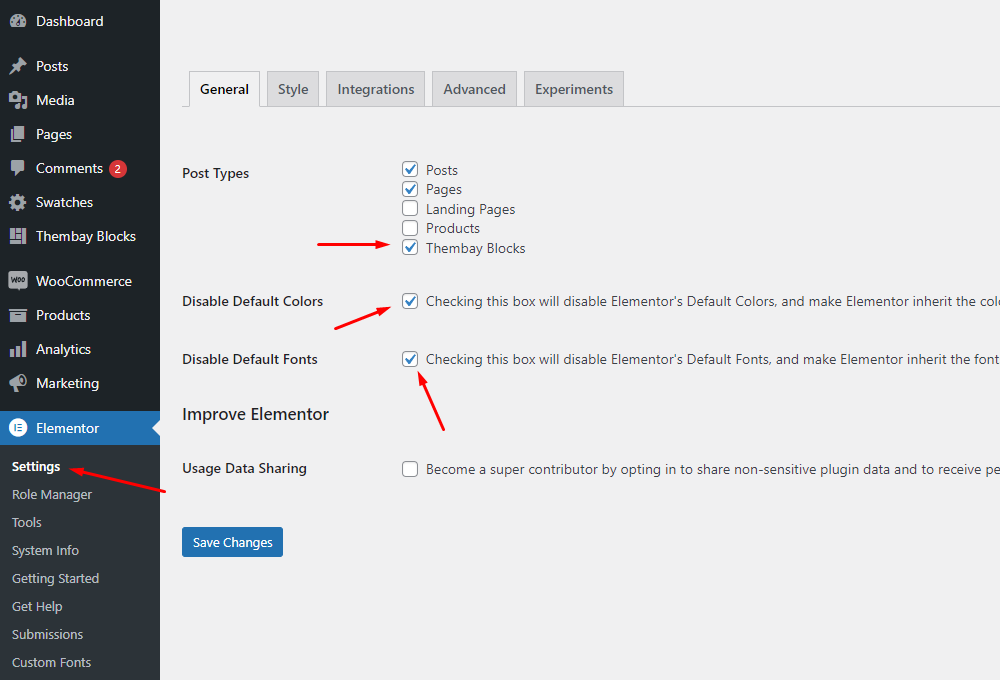 Dashboard
Posts
Media
Pages
Comments 2
Swatches
Thembay Blocks
WOO WooCommerce
Products
Analytics
Marketing
Elementor
Settings
Role Manager
Tools
System Info
Getting Started
Get Help
Submissions
Custom Fonts
General Style Integrations Advanced Experiments
Post Types
Posts
Pages
Landing Pages
Products
Thembay Blocks
Disable Default Colors Checking this box will disable Elementor's Default Colors, and make Elementor inherit the colo
Disable Default Fonts Checking this box will disable Elementor's Default Fonts, and make Elementor inherit the font
Improve Elementor
Usage Data Sharing Become a super contributor by opting in to share non-sensitive plugin data and to receive pe
Save Changes